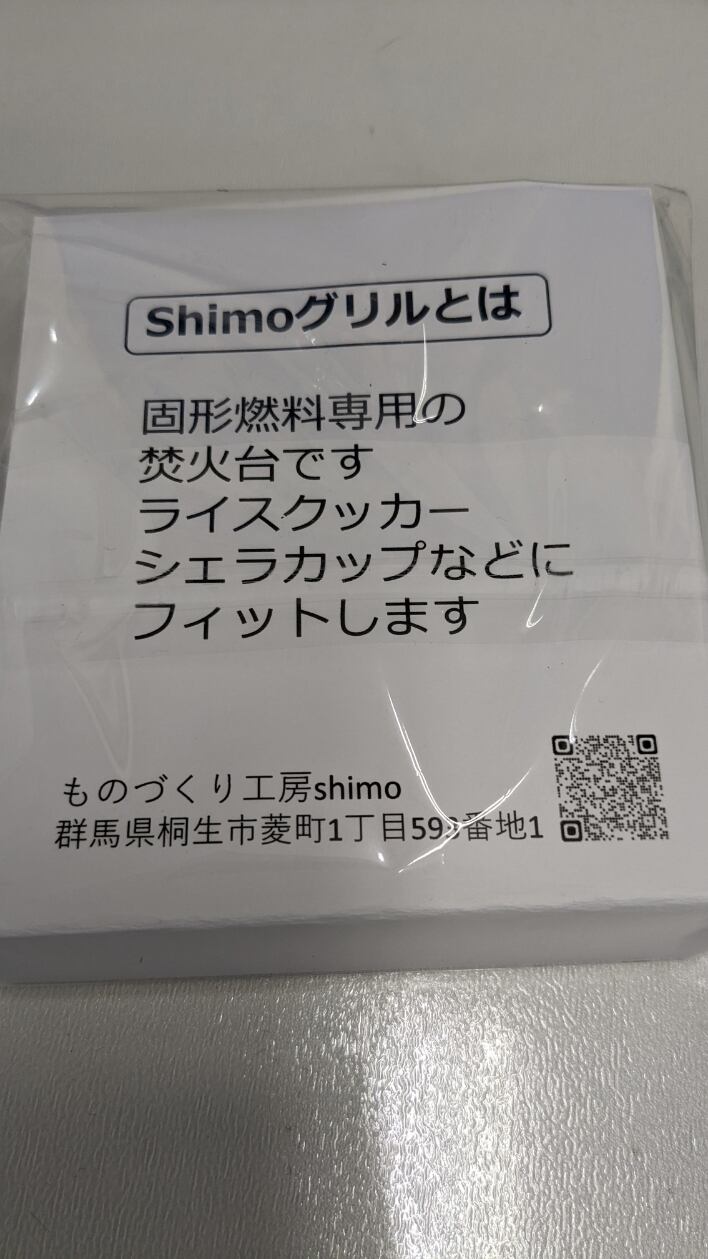 Shimoグリルとは
固形燃料専用の
焚火台です
ライスクッカー
シェラカップなどに
フィットします
ものづくり工房shimo
群馬県桐生市菱町1丁目